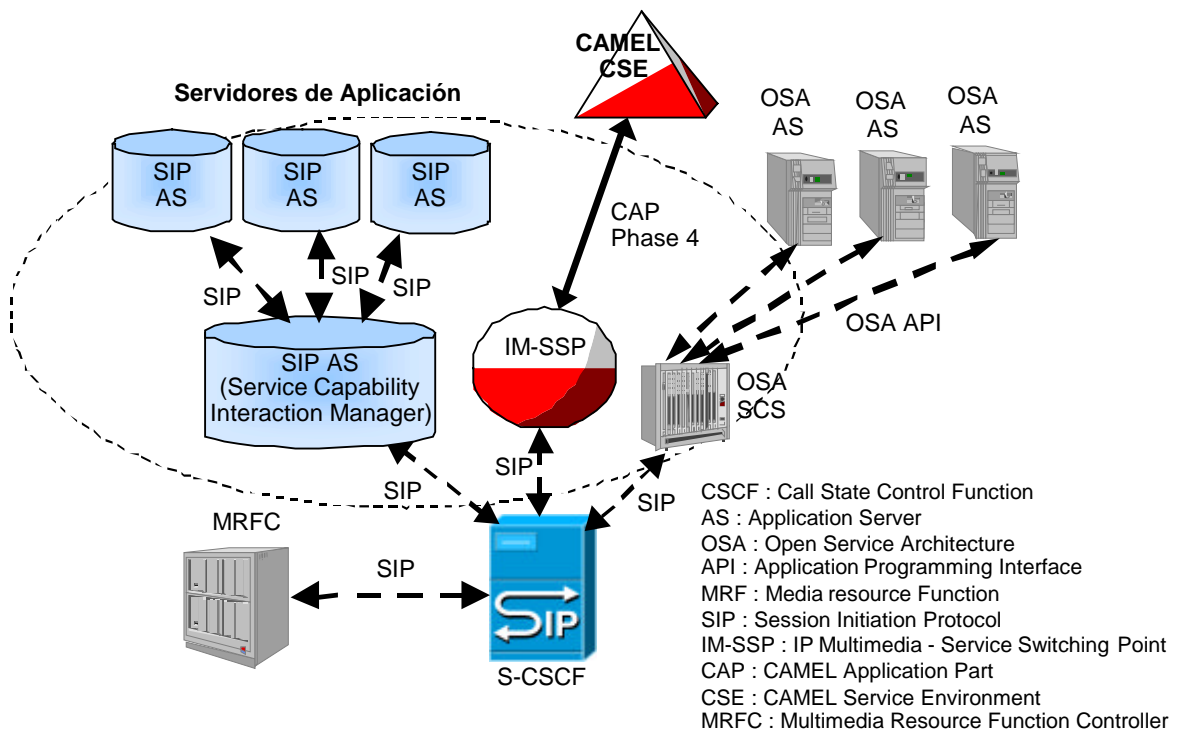 CAMEL
CSE
Servidores de Aplicación
OSA
AS
OSA
AS
OSA
AS
SIP
AS
SIP
AS
SIP
AS
CAP
Phase 4
SIP
SIP
SIP
OSA API
IM-SSP
SIP AS
(Service Capability
Interaction Manager)
OSA
SCS
SIP
SIP
SIP
MRFC
SIP
SIP
S-CSCF
CSCF : Call State Control Function
AS : Application Server
OSA : Open Service Architecture
API : Application Programming Interface
MRF : Media resource Function
SIP : Session Initiation Protocol
IM-SSP : IP Multimedia - Service Switching Point
CAP : CAMEL Application Part
CSE : CAMEL Service Environment
MRFC : Multimedia Resource Function Controller